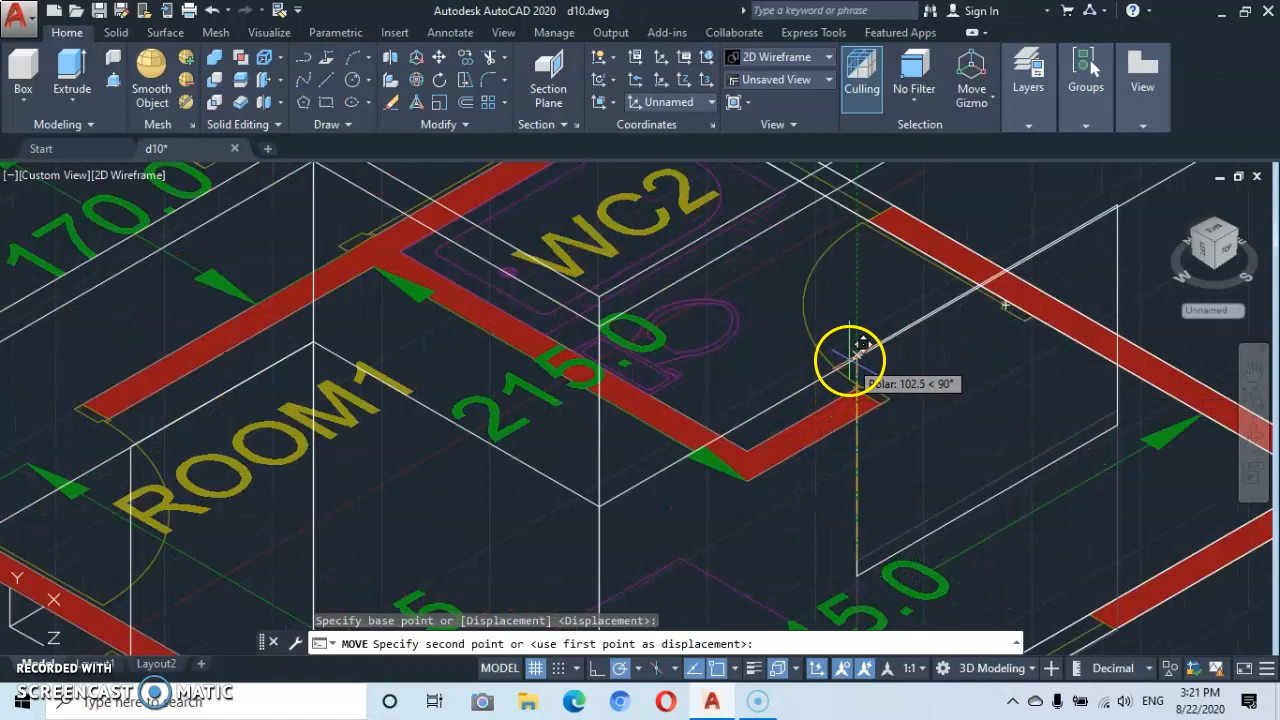 Autodesk AutoCAD 2020 d10.dwg
Type a keyword or phrase
Sign In
Home Solid Surface Mesh Visualize Parametric Insert Annotate View Manage Output Add-ins Collaborate Express Tools Featured Apps
Box
Extrude
Smooth
Object
Section
Plane
2D Wireframe
Unsaved View
Unnamed
Culling
No Filter
Move
Gizmo
Layers
Groups
View
Modeling Mesh Solid Editing Draw Modify Section Coordinates View Selection
Start d10*
[−][Custom View][2D Wireframe]
170.0
WC2
215.0
ROOM1
5.0
5
Polar: 102.5 < 90°
W
S
Unnamed
Y
X
Z
Specify base point or [Displacement] <Displacement>:
MOVE Specify second point or <use first point as displacement>:
Layout2
MODEL
1:1
3D Modeling
Decimal
RECORDED WITH
SCREENCAST MATIC
Type here to search
ENG
3:21 PM
8/22/2020